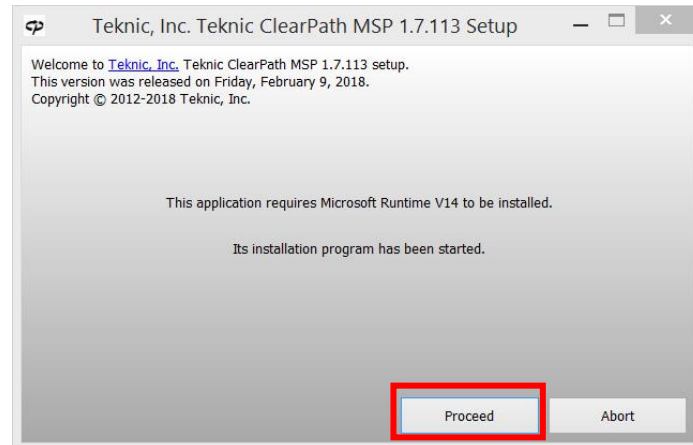 Teknic, Inc. Teknic ClearPath MSP 1.7.113 Setup
Welcome to Teknic, Inc. Teknic ClearPath MSP 1.7.113 setup.
This version was released on Friday, February 9, 2018.
Copyright © 2012-2018 Teknic, Inc.
This application requires Microsoft Runtime V14 to be installed.
Its installation program has been started.
Proceed Abort